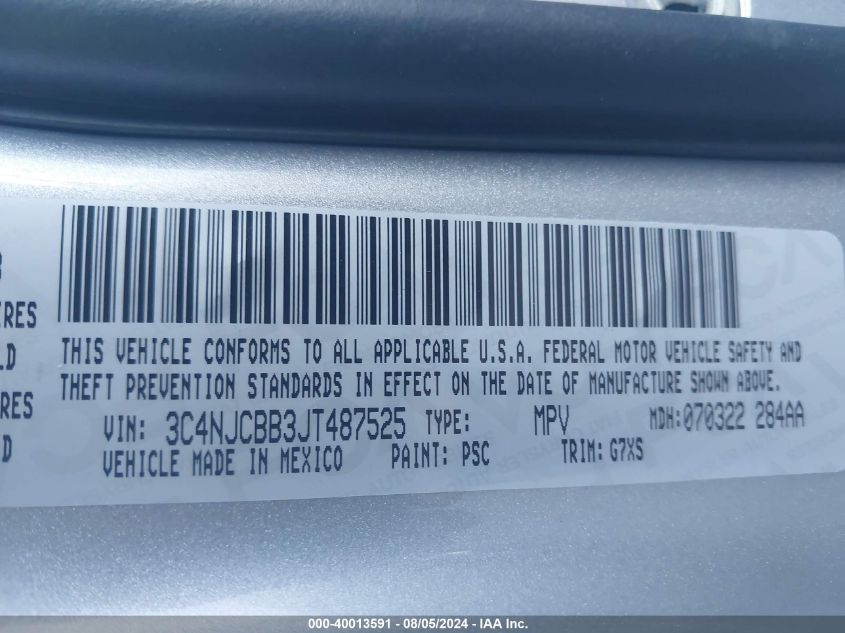 RES
LD
RES
D
THIS VEHICLE CONFORMS TO ALL APPLICABLE U.S.A. FEDERAL MOTOR VEHICLE SAFETY AND
THEFT PREVENTION STANDARDS IN EFFECT ON THE DATE OF MANUFACTURE SHOWN ABOVE.
VIN: 3C4NJCBB3JT487525 TYPE: MPV MDH:070322 284AA
VEHICLE MADE IN MEXICO PAINT: PSC TRIM: G7XS
000-40013591 - 08/05/2024 - IAA Inc.